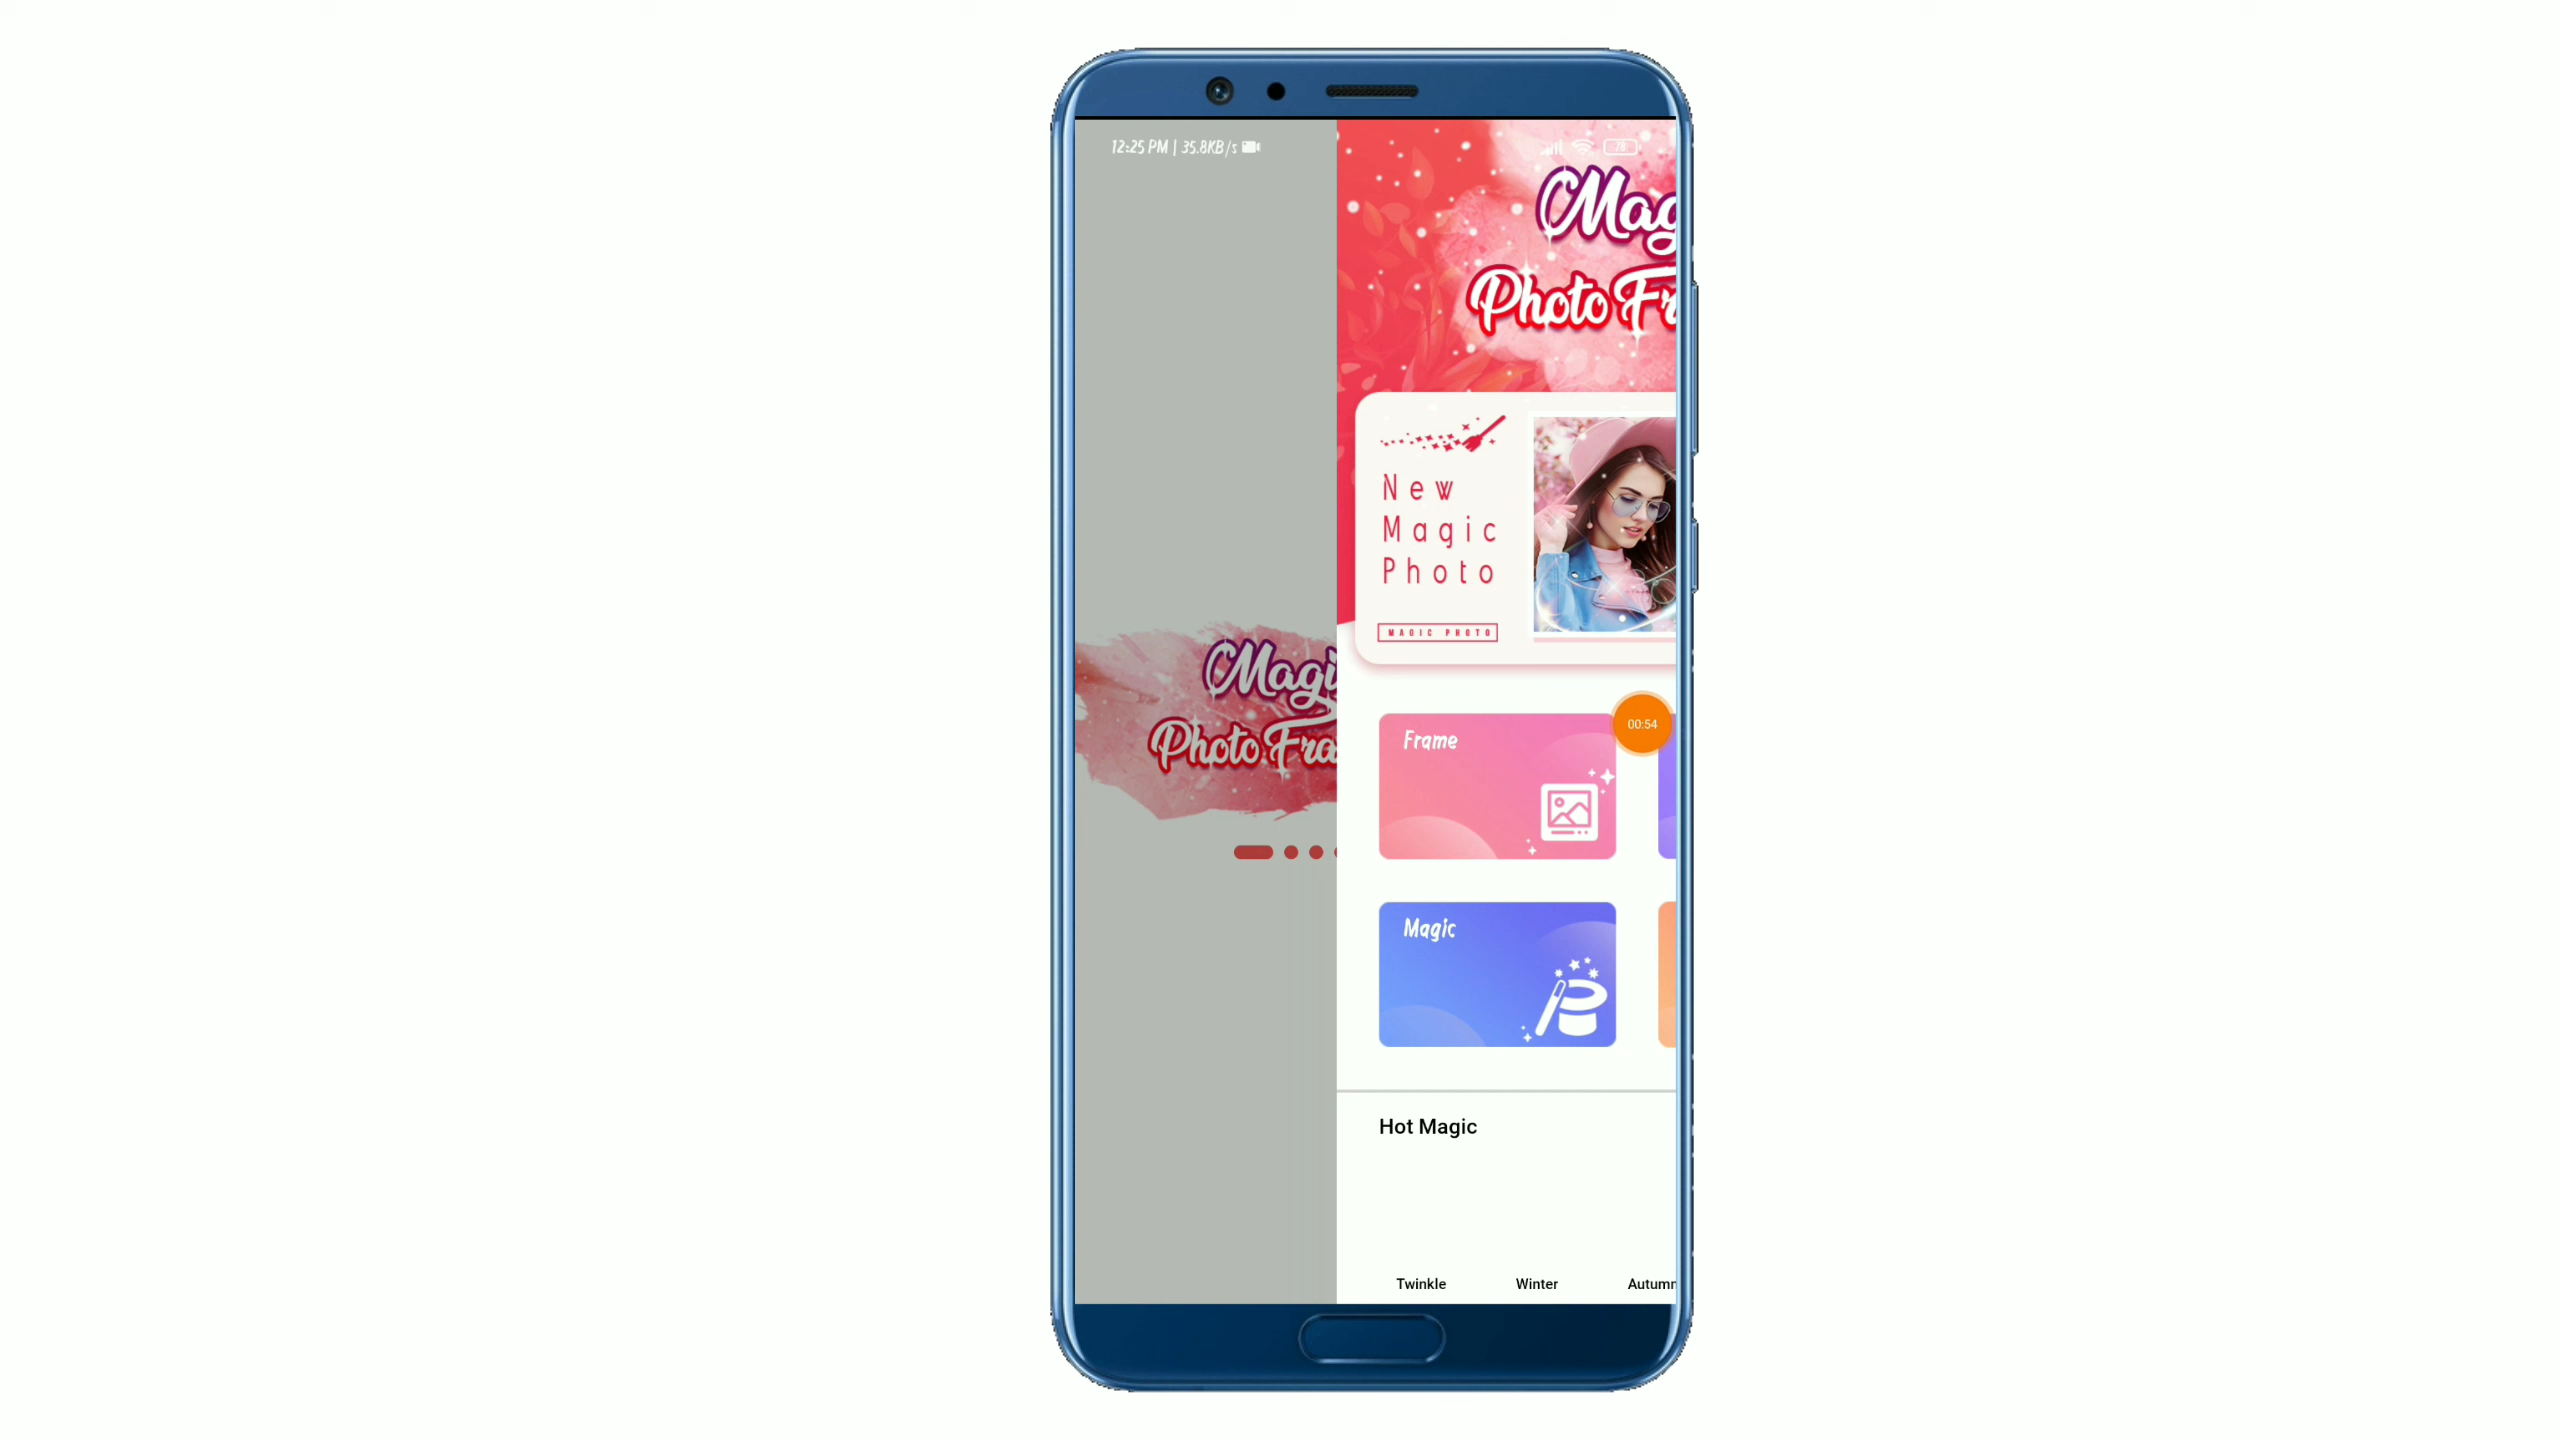 12:25 PM | 35.8KB/s
78
Magi
Photo Fra
Mag
Photo Fr
New
Magic
Photo
MAGIC PHOTO
Frame
00:54
Magic
Hot Magic
Twinkle
Winter
Autumn